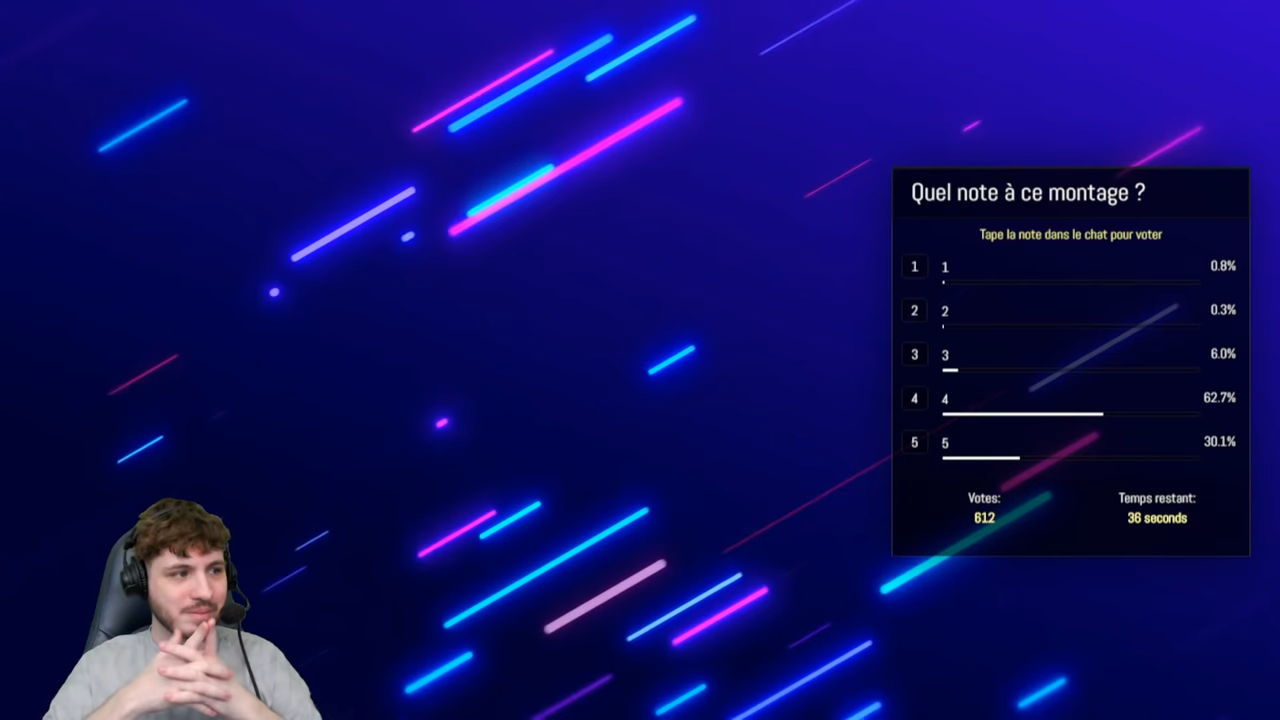 Quel note à ce montage ?
Tape la note dans le chat pour voter
1 1 0.8%
2 2 0.3%
3 3 6.0%
4 4 62.7%
5 5 30.1%
Votes: Temps restant:
612 36 seconds